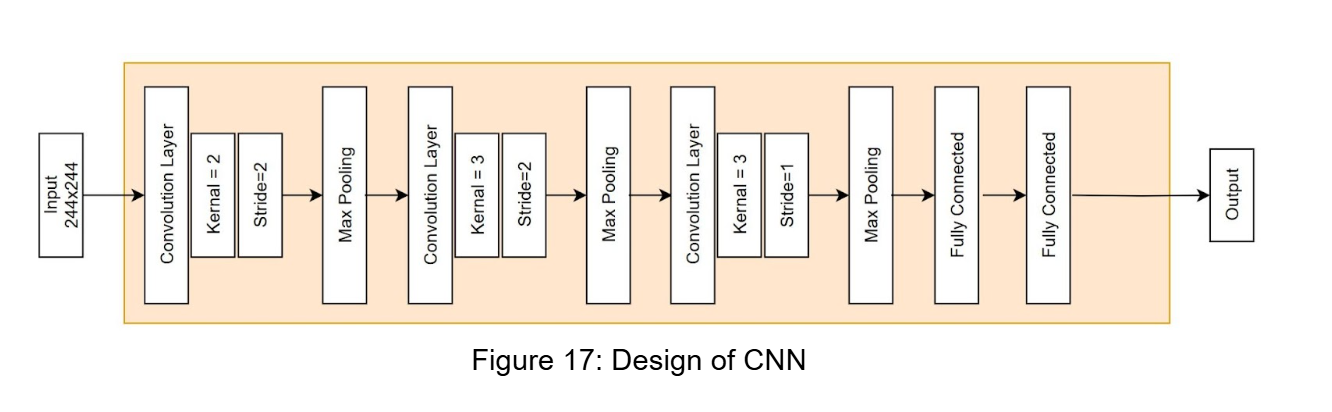 Input
244x244
Convolution Layer
Kernal = 2
Stride=2
Max Pooling
Convolution Layer
Kernal = 3
Stride=2
Max Pooling
Convolution Layer
Kernal = 3
Stride=1
Max Pooling
Fully Connected
Fully Connected
Output
Figure 17: Design of CNN